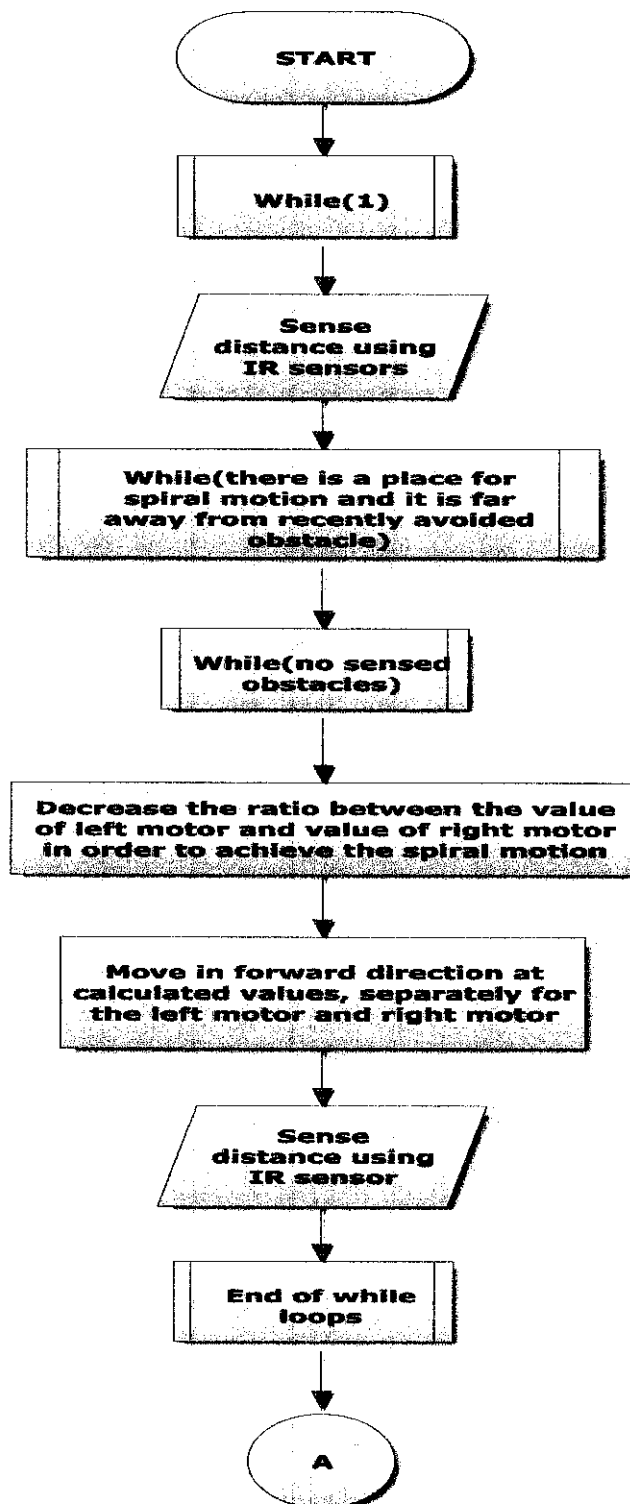 START
While(1)
Sense
distance using
IR sensors
While(there is a place for
spiral motion and it is far
away from recently avoided
obstacle)
While(no sensed
obstacles)
Decrease the ratio between the value
of left motor and value of right motor
in order to achieve the spiral motion
Move in forward direction at
calculated values, separately for
the left motor and right motor
Sense
distance using
IR sensor
End of while
loops
A